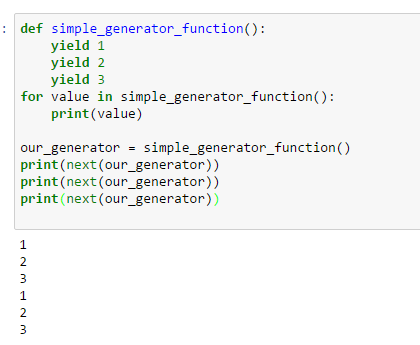 : def simple_generator_function():
    yield 1
    yield 2
    yield 3
for value in simple_generator_function():
    print(value)

our_generator = simple_generator_function()
print(next(our_generator))
print(next(our_generator))
print(next(our_generator))

1
2
3
1
2
3